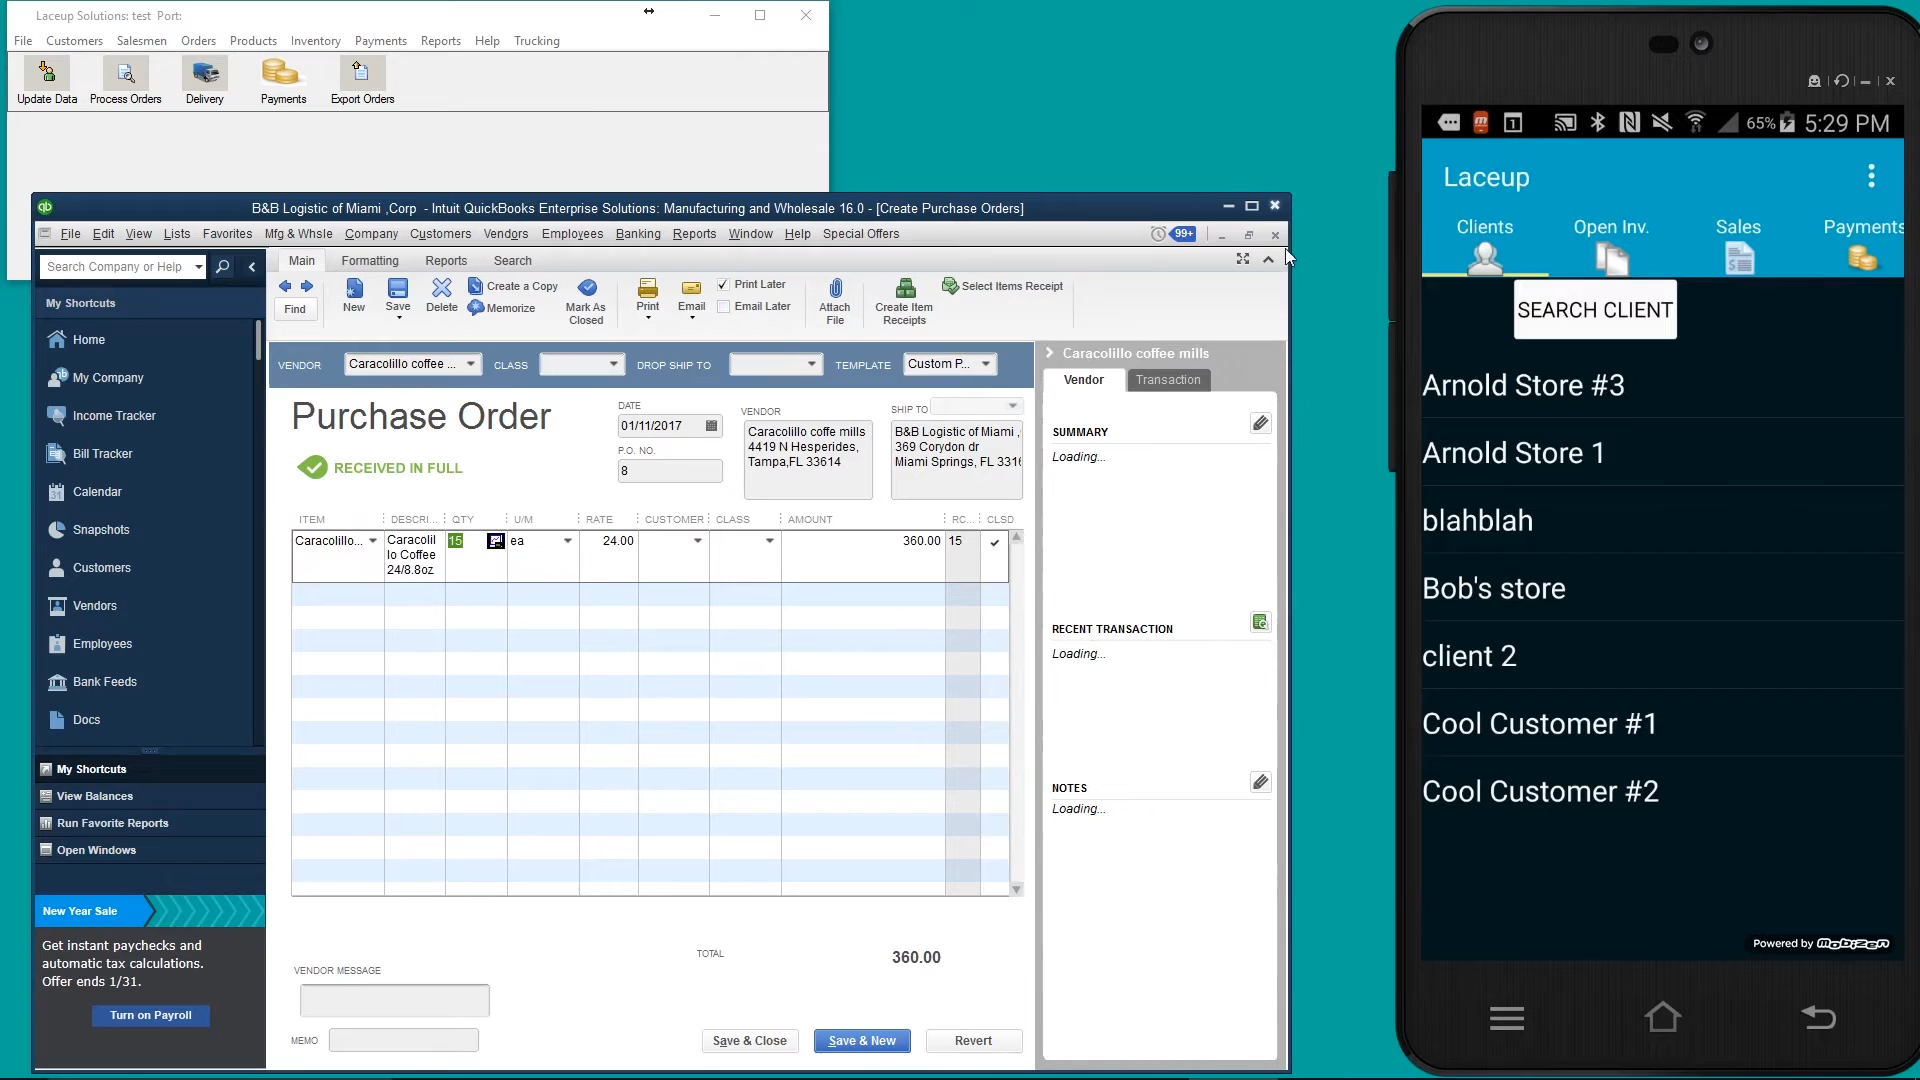 Laceup Solutions: test Port:
File Customers Salesmen Orders Products Inventory Payments Reports Help Trucking
Update Data Process Orders Delivery Payments Export Orders
B&B Logistic of Miami ,Corp - Intuit QuickBooks Enterprise Solutions: Manufacturing and Wholesale 16.0 - [Create Purchase Orders]
File Edit View Lists Favorites Mfg & Whsle Company Customers Vendors Employees Banking Reports Window Help Special Offers
99+
Search Company or Help
My Shortcuts
Home
My Company
Income Tracker
Bill Tracker
Calendar
31
Snapshots
Customers
Vendors
Employees
Bank Feeds
Docs
My Shortcuts
View Balances
Run Favorite Reports
Open Windows
New Year Sale
Get instant paychecks and
automatic tax calculations.
Offer ends 1/31.
Turn on Payroll
Main Formatting Reports Search
Find
New
Save
Delete
Create a Copy
Memorize
Mark As
Closed
Print
Email
Print Later
Email Later
Attach
File
Create Item
Receipts
Select Items Receipt
VENDOR Caracolillo coffee ... CLASS DROP SHIP TO TEMPLATE Custom P...
Purchase Order
RECEIVED IN FULL
DATE
01/11/2017
P.O. NO.
8
VENDOR
Caracolillo coffe mills
4419 N Hesperides,
Tampa,FL 33614
SHIP TO
B&B Logistic of Miami ,
369 Corydon dr
Miami Springs, FL 3316
ITEM DESCRI... QTY U/M RATE CUSTOMER CLASS AMOUNT RC... CLSD
Caracolillo... Caracolil 15 ea 24.00 360.00 15
lo Coffee
24/8.8oz
TOTAL 360.00
VENDOR MESSAGE
MEMO
Save & Close Save & New Revert
Caracolillo coffee mills
Vendor Transaction
SUMMARY
Loading...
RECENT TRANSACTION
Loading...
NOTES
Loading...
1 65% 5:29 PM
Laceup
Clients Open Inv. Sales Payments
SEARCH CLIENT
Arnold Store #3
Arnold Store 1
blahblah
Bob's store
client 2
Cool Customer #1
Cool Customer #2
Powered by mobizen